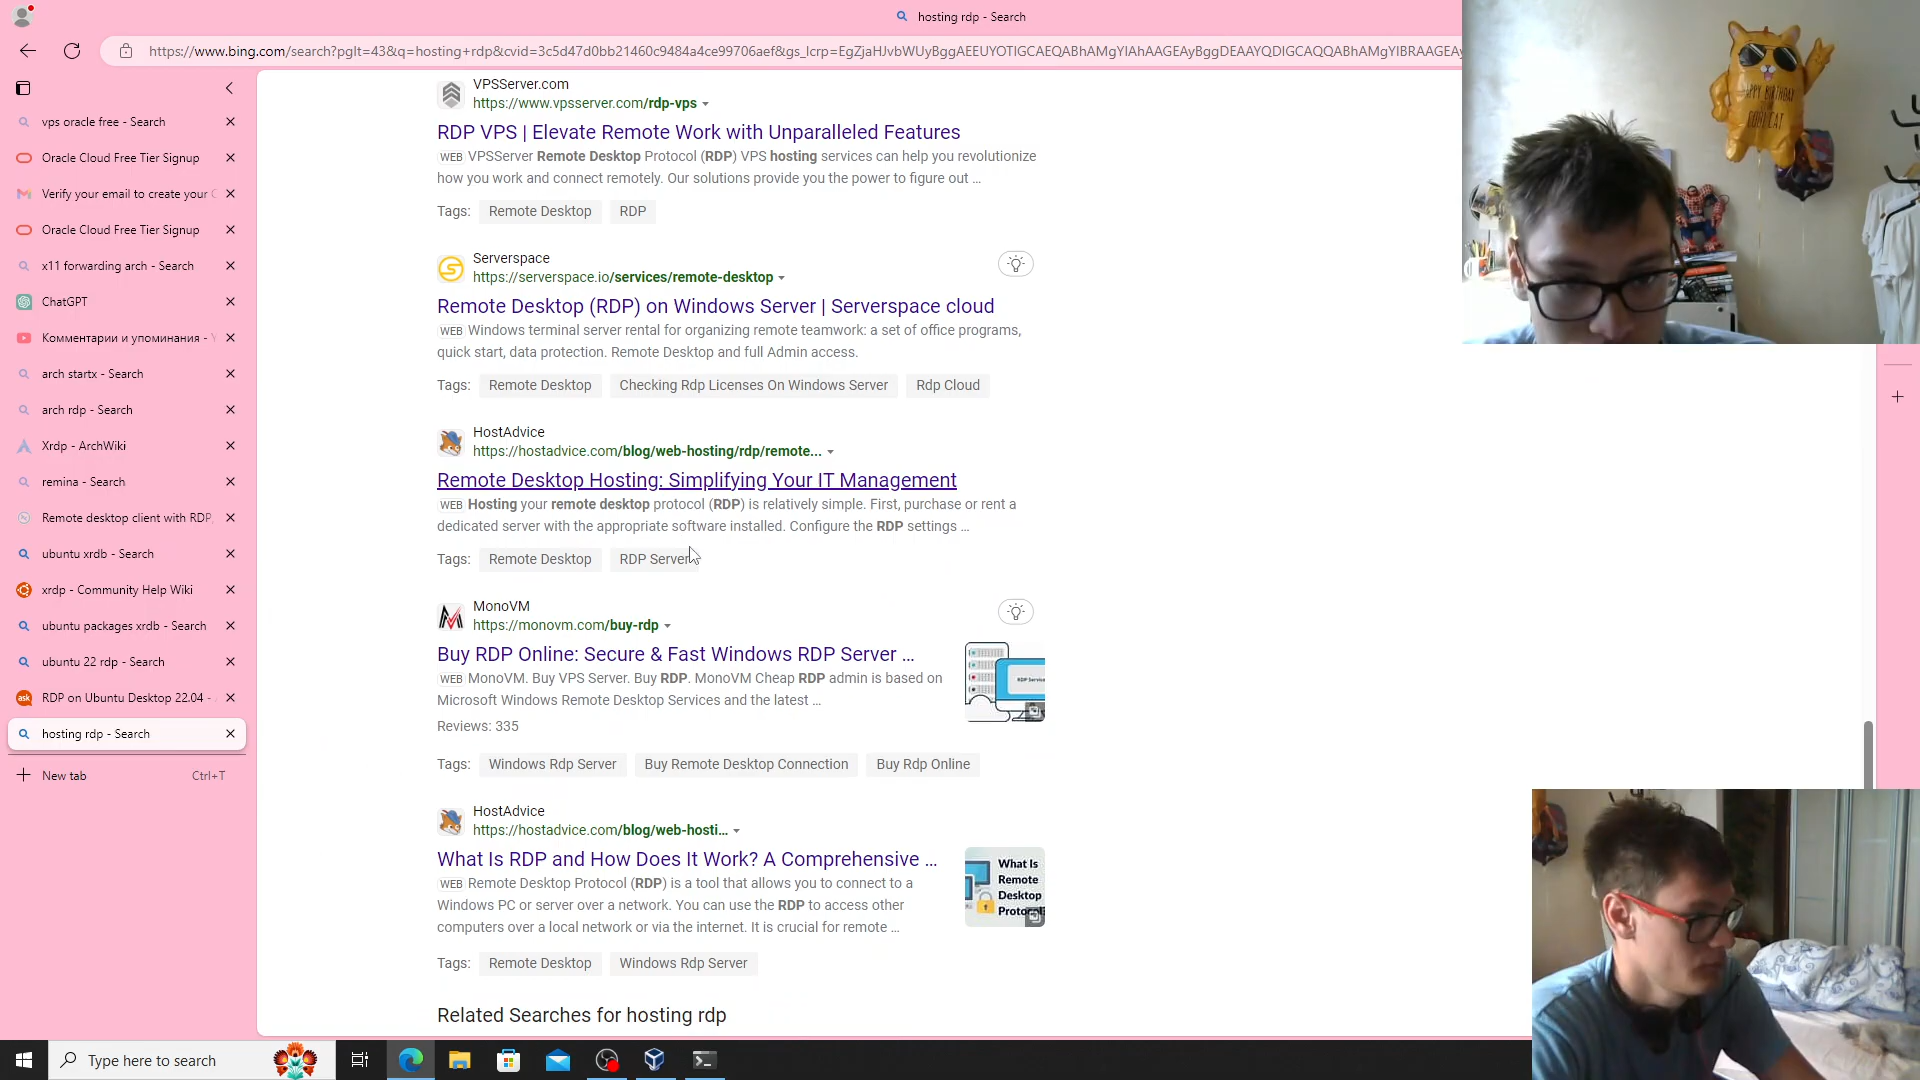 hosting rdp - Search
https://www.bing.com/search?pglt=43&q=hosting+rdp&cvid=3c5d47d0bb21460c9484a4ce99706aef&gs_lcrp=EgZjaHJvbWUyBggAEEUYOTIGCAEQABhAMgYIAhAAGEAyBggDEAAYQDIGCAQQABhAMgYIBRAAGEAy
vps oracle free - Search
Oracle Cloud Free Tier Signup
Verify your email to create your
Oracle Cloud Free Tier Signup
x11 forwarding arch - Search
ChatGPT
Комментарии и упоминания -
arch startx - Search
arch rdp - Search
Xrdp - ArchWiki
remina - Search
Remote desktop client with RDP,
ubuntu xrdb - Search
xrdp - Community Help Wiki
ubuntu packages xrdb - Search
ubuntu 22 rdp - Search
RDP on Ubuntu Desktop 22.04 -
hosting rdp - Search
New tab Ctrl+T
VPSServer.com
https://www.vpsserver.com/rdp-vps
RDP VPS | Elevate Remote Work with Unparalleled Features
WEB VPSServer Remote Desktop Protocol (RDP) VPS hosting services can help you revolutionize
how you work and connect remotely. Our solutions provide you the power to figure out …
Tags: Remote Desktop RDP
Serverspace
https://serverspace.io/services/remote-desktop
Remote Desktop (RDP) on Windows Server | Serverspace cloud
WEB Windows terminal server rental for organizing remote teamwork: a set of office programs,
quick start, data protection. Remote Desktop and full Admin access.
Tags: Remote Desktop Checking Rdp Licenses On Windows Server Rdp Cloud
HostAdvice
https://hostadvice.com/blog/web-hosting/rdp/remote...
Remote Desktop Hosting: Simplifying Your IT Management
WEB Hosting your remote desktop protocol (RDP) is relatively simple. First, purchase or rent a
dedicated server with the appropriate software installed. Configure the RDP settings …
Tags: Remote Desktop RDP Server
MonoVM
https://monovm.com/buy-rdp
Buy RDP Online: Secure & Fast Windows RDP Server …
WEB MonoVM. Buy VPS Server. Buy RDP. MonoVM Cheap RDP admin is based on
Microsoft Windows Remote Desktop Services and the latest …
Reviews: 335
Tags: Windows Rdp Server Buy Remote Desktop Connection Buy Rdp Online
HostAdvice
https://hostadvice.com/blog/web-hosti...
What Is RDP and How Does It Work? A Comprehensive …
WEB Remote Desktop Protocol (RDP) is a tool that allows you to connect to a
Windows PC or server over a network. You can use the RDP to access other
computers over a local network or via the internet. It is crucial for remote …
What Is
Remote
Desktop
Protocol
Tags: Remote Desktop Windows Rdp Server
Related Searches for hosting rdp
Type here to search
HAPPY BIRTHDAY
COOL CAT